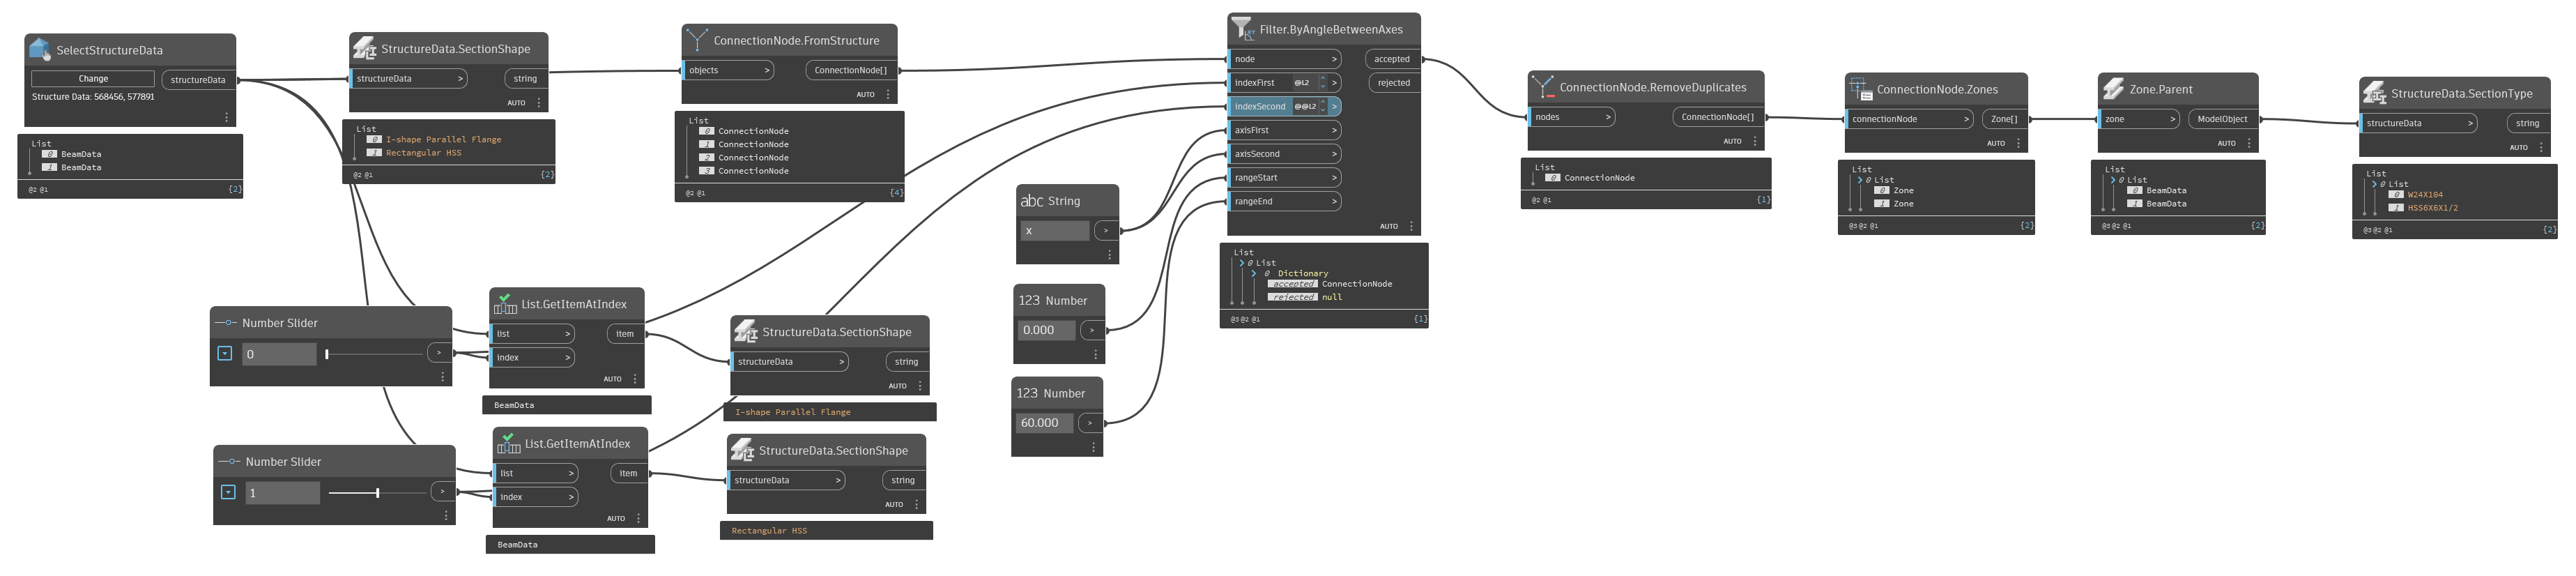 SelectStructureData
Change
structureData
Structure Data: 568456, 577891
List
0 BeamData
1 BeamData
@2 @1
{2}
StructureData.SectionShape
structureData >
string
AUTO
List
0 I-shape Parallel Flange
1 Rectangular HSS
@2 @1
{2}
ConnectionNode.FromStructure
objects >
ConnectionNode[]
AUTO
List
0 ConnectionNode
1 ConnectionNode
2 ConnectionNode
3 ConnectionNode
@2 @1
{4}
Number Slider
0
>
List.GetItemAtIndex
list >
item
index >
AUTO
BeamData
StructureData.SectionShape
structureData >
string
AUTO
I-shape Parallel Flange
Number Slider
1
>
List.GetItemAtIndex
list >
item
index >
AUTO
BeamData
StructureData.SectionShape
structureData >
string
AUTO
Rectangular HSS
abc String
x
>
123 Number
0.000
>
123 Number
60.000
>
Filter.ByAngleBetweenAxes
node >
accepted
indexFirst @L2 >
rejected
indexSecond @@L2 >
axisFirst >
axisSecond >
rangeStart >
rangeEnd >
AUTO
List
0 List
0 Dictionary
accepted ConnectionNode
rejected null
@3 @2 @1
{1}
ConnectionNode.RemoveDuplicates
nodes >
ConnectionNode[]
AUTO
List
0 ConnectionNode
@2 @1
{1}
ConnectionNode.Zones
connectionNode >
Zone[]
AUTO
List
0 List
0 Zone
1 Zone
@3 @2 @1
{2}
Zone.Parent
zone >
ModelObject
AUTO
List
0 List
0 BeamData
1 BeamData
@3 @2 @1
{2}
StructureData.SectionType
structureData >
string
AUTO
List
0 List
0 W24X104
1 HSS6X6X1/2
@3 @2 @1
{2}